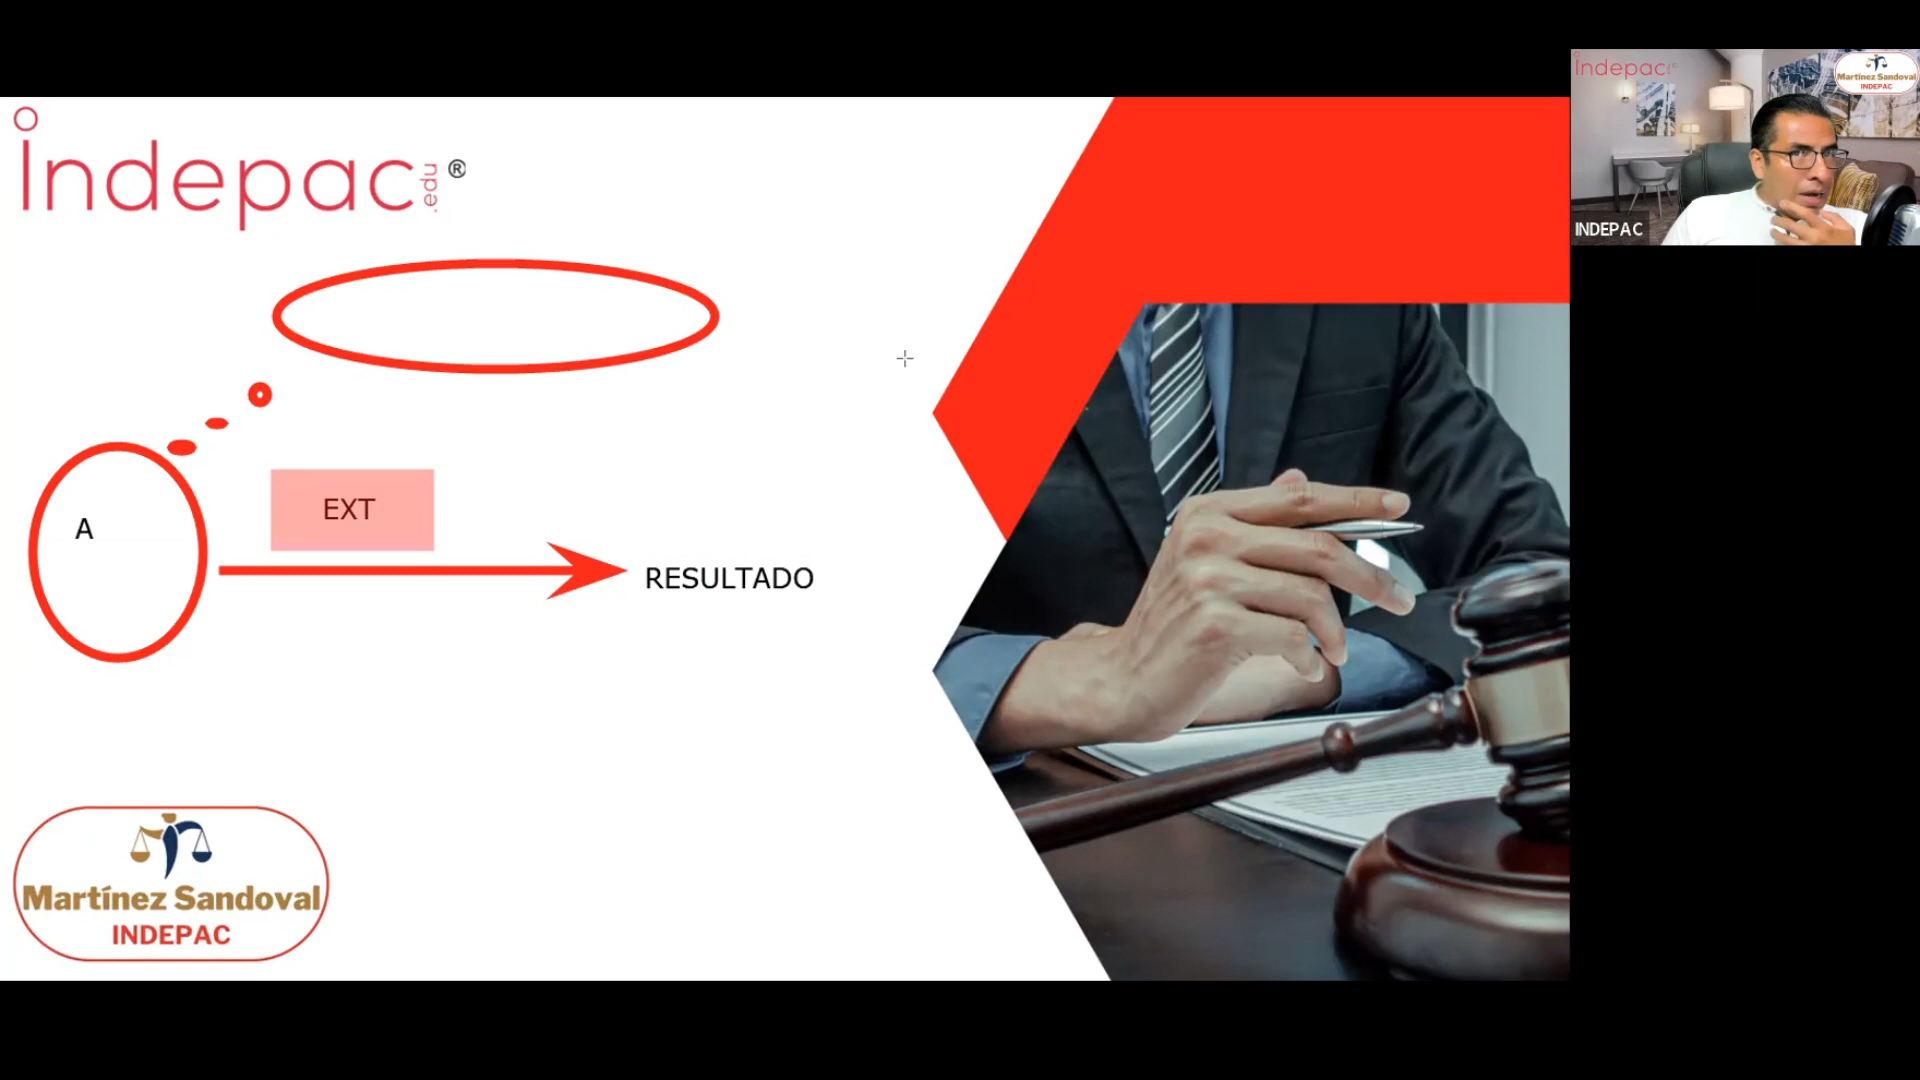 indepac.edu®
EXT
A
RESULTADO
Martínez Sandoval
INDEPAC
indepac
Martínez Sandoval
INDEPAC
INDEPAC